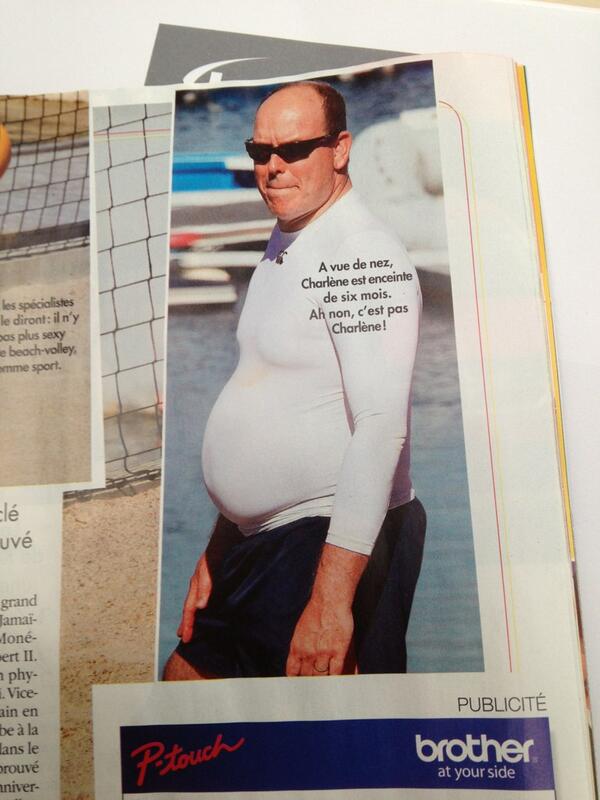 les spécialistes
le diront : il n'y
pas plus sexy
e beach-volley,
omme sport.
A vue de nez,
Charlène est enceinte
de six mois.
Ah non, c'est pas
Charlène !
clé
uvé
grand
Jamaï-
Moné-
bert II.
n phy-
i. Vice-
ain en
be à la
dans le
prouvé
nniver-
PUBLICITÉ
P-touch
brother
at your side